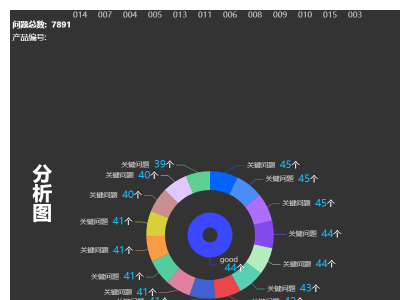 014 007 004 005 013 011 006 008 009 010 015 003
问题总数: 7891
产品编号:
分析图
关键问题 39个
关键问题 45个
关键问题 40个
关键问题 45个
关键问题 40个
关键问题 45个
关键问题 41个
关键问题 44个
关键问题 41个
关键问题 44个
good
44个
关键问题 41个
关键问题 43个
关键问题 41个